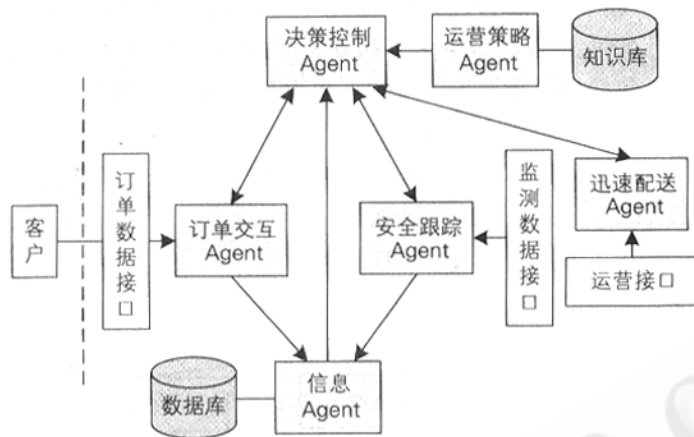 决策控制
Agent
运营策略
Agent
知识库
客户
订单数据接口
订单交互
Agent
安全跟踪
Agent
监测数据接口
迅速配送
Agent
运营接口
数据库
信息
Agent